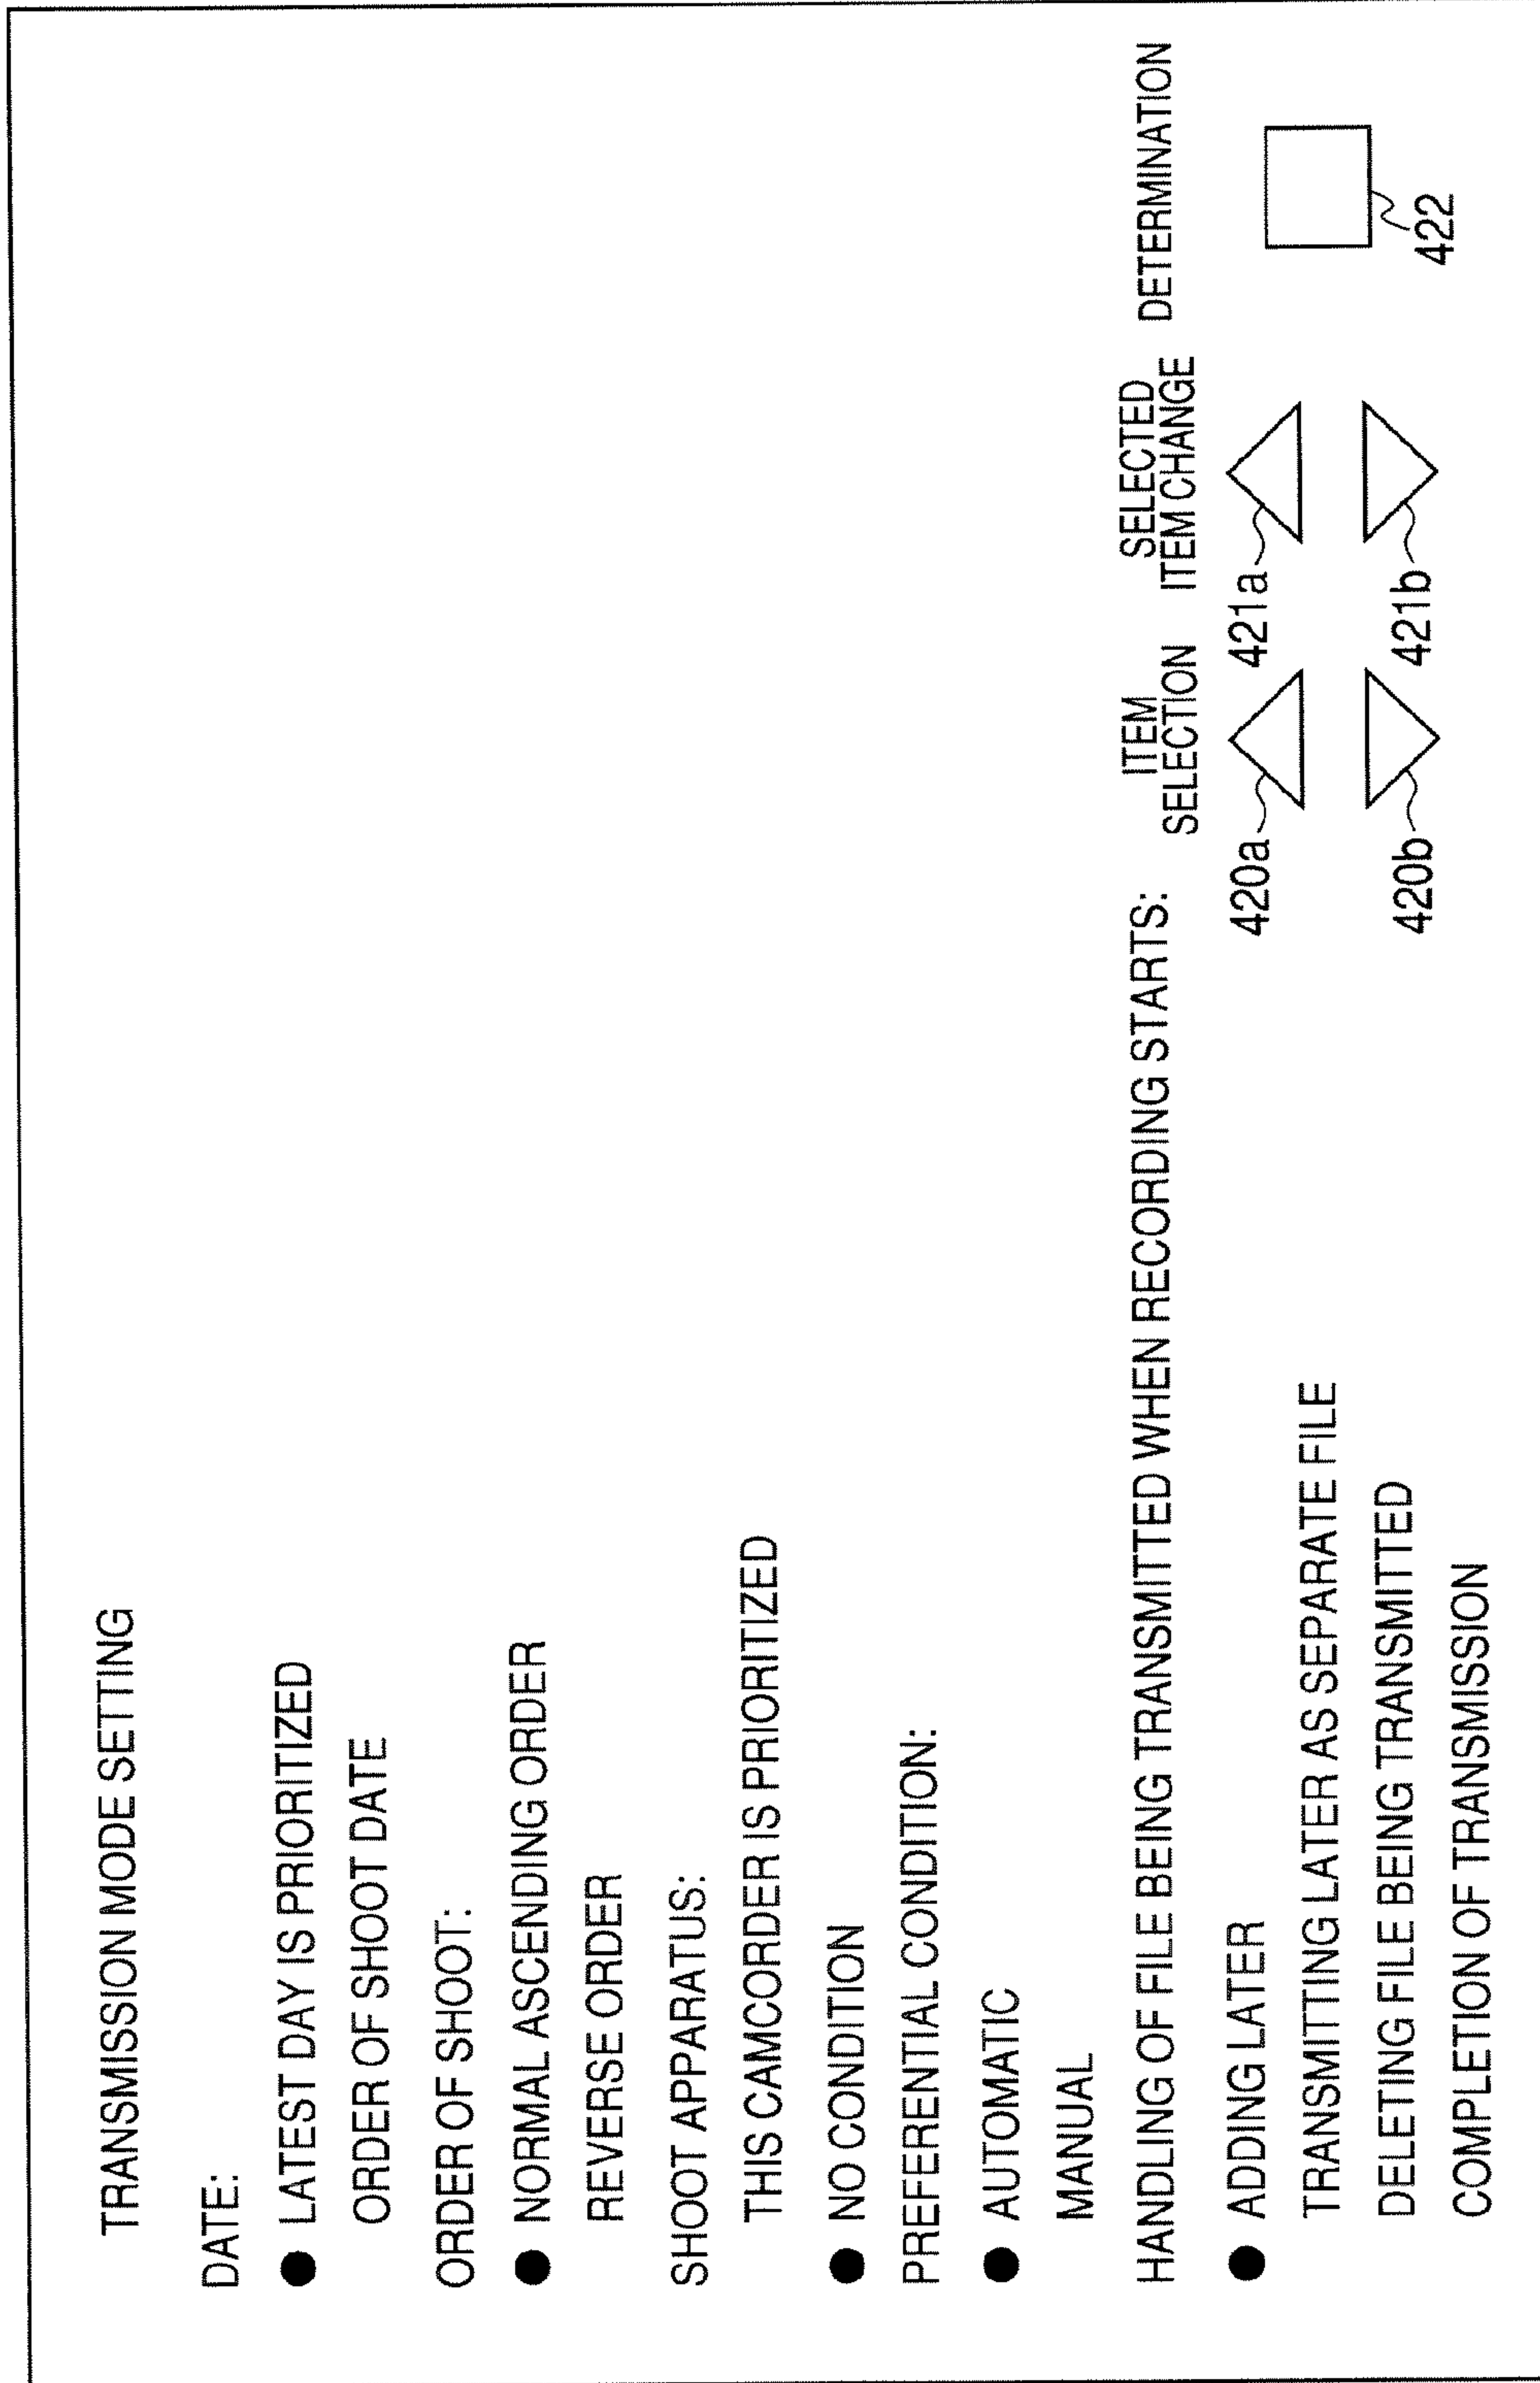 TRANSMISSION MODE SETTING
DATE:
● LATEST DAY IS PRIORITIZED
ORDER OF SHOOT DATE
ORDER OF SHOOT:
● NORMAL ASCENDING ORDER
REVERSE ORDER
SHOOT APPARATUS:
THIS CAMCORDER IS PRIORITIZED
● NO CONDITION
PREFERENTIAL CONDITION:
● AUTOMATIC
MANUAL
HANDLING OF FILE BEING TRANSMITTED WHEN RECORDING STARTS:
● ADDING LATER
TRANSMITTING LATER AS SEPARATE FILE
DELETING FILE BEING TRANSMITTED
COMPLETION OF TRANSMISSION
ITEM
SELECTION
420a
420b
SELECTED
ITEM CHANGE
421a
421b
DETERMINATION
422